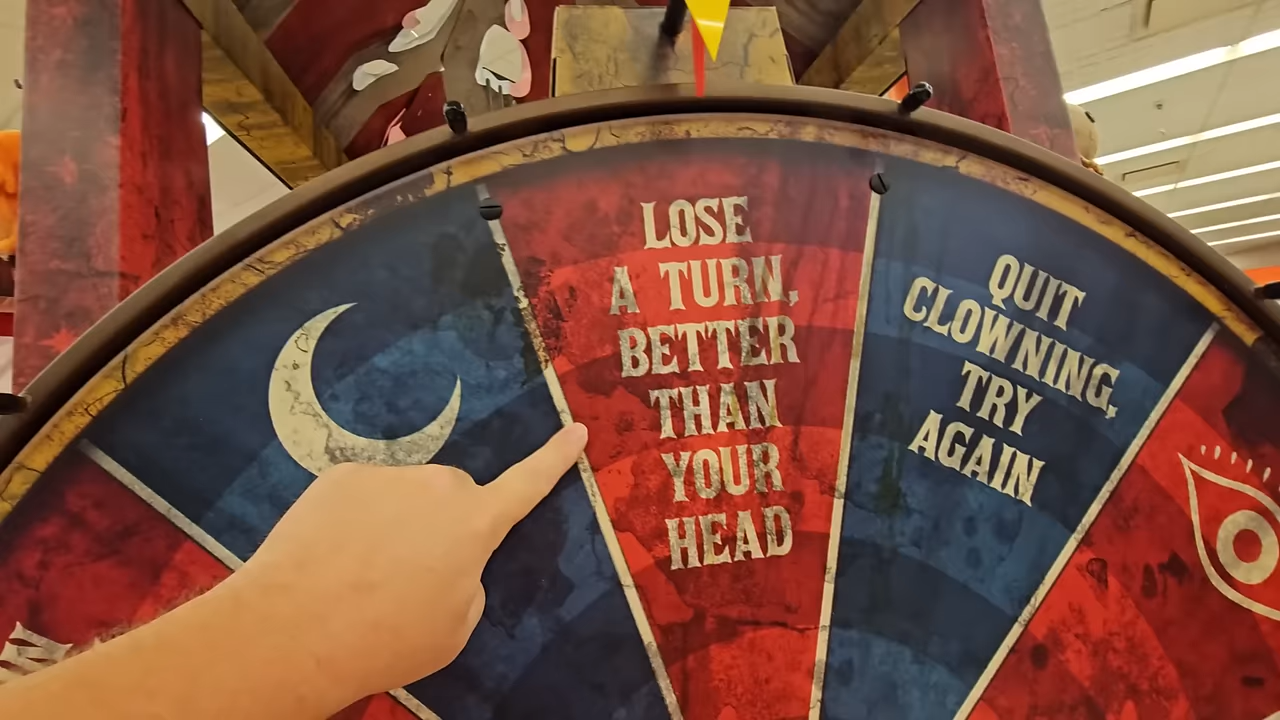 LOSE
A TURN,
BETTER
THAN
YOUR
HEAD
QUIT
CLOWNING,
TRY
AGAIN